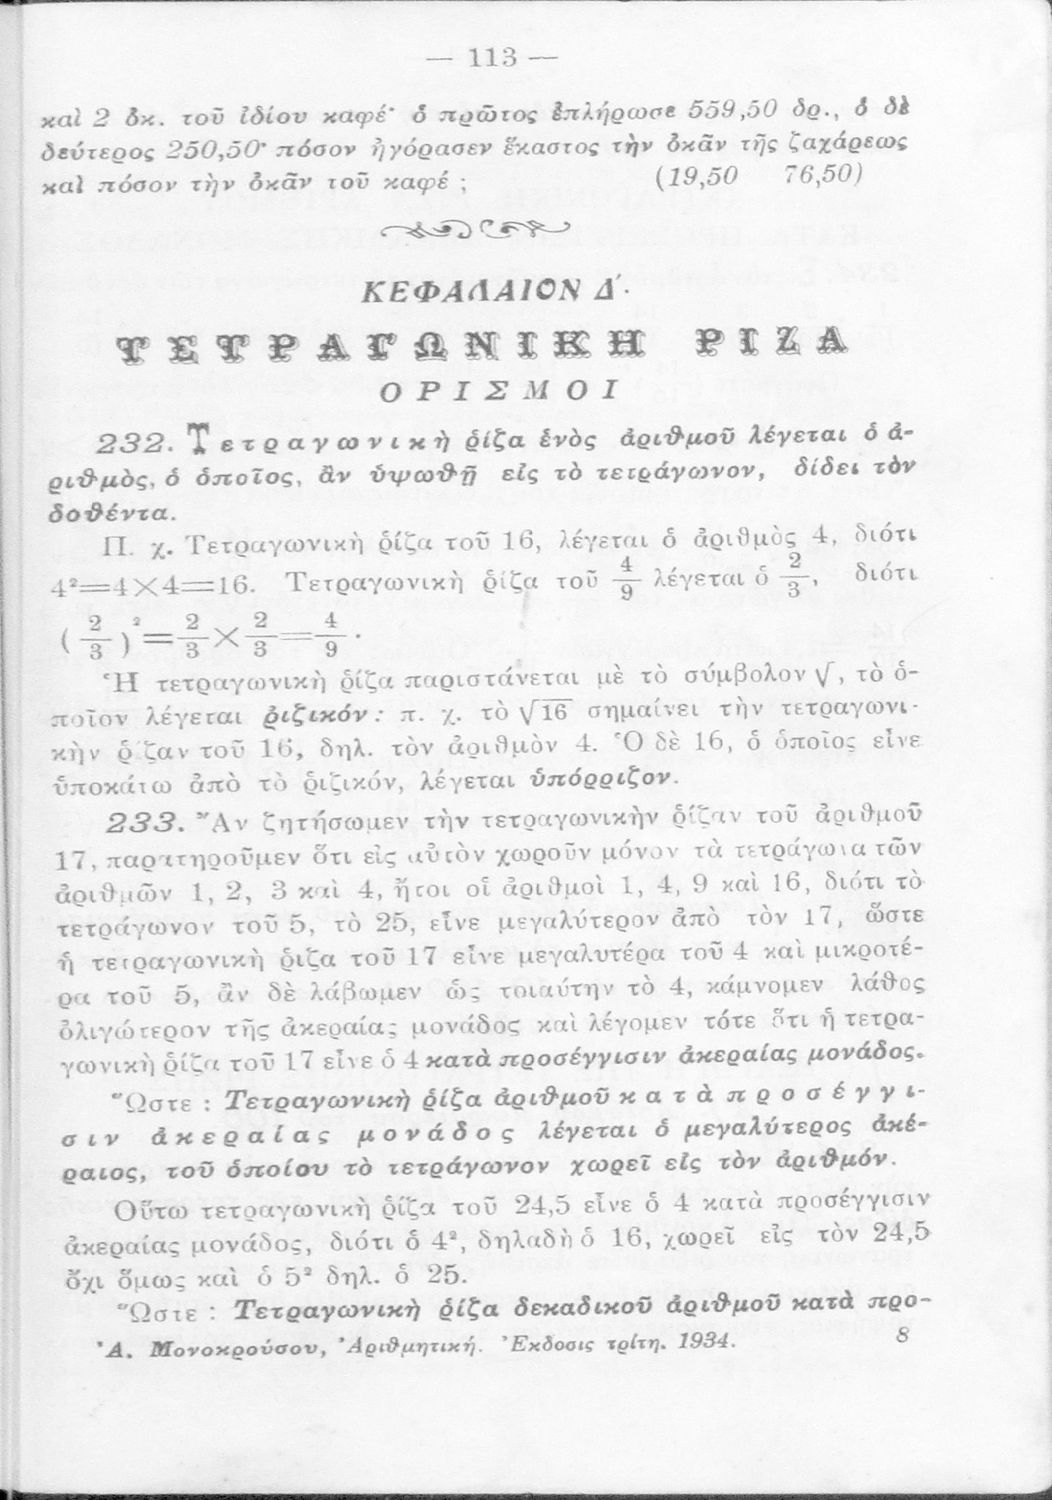 — 113 —
καὶ 2 ὀκ. τοῦ ἰδίου καφέ· ὁ πρῶτος ἐπλήρωσε 559,50 δρ., ὁ δὲ
δεύτερος 250,50· πόσον ἠγόρασεν ἕκαστος τὴν ὀκᾶν τῆς ζαχάρεως
καὶ πόσον τὴν ὀκᾶν τοῦ καφέ ; (19,50 76,50)
ΚΕΦΑΛΑΙΟΝ Δ΄.
ΤΕΤΡΑΓΩΝΙΚΗ ΡΙΖΑ
ΟΡΙΣΜΟΙ
232. Τετραγωνικὴ ῥίζα ἑνὸς ἀριθμοῦ λέγεται ὁ ἀ-
ριθμὸς, ὁ ὁποῖος, ἂν ὑψωθῇ εἰς τὸ τετράγωνον, δίδει τὸν
δοθέντα.
Π. χ. Τετραγωνικὴ ῥίζα τοῦ 16, λέγεται ὁ ἀριθμὸς 4, διότι
4²=4×4=16. Τετραγωνικὴ ῥίζα τοῦ 4/9 λέγεται ὁ 2/3, διότι
(2/3)²=2/3×2/3=4/9.
Ἡ τετραγωνικὴ ῥίζα παριστάνεται μὲ τὸ σύμβολον √, τὸ ὁ-
ποῖον λέγεται ῥιζικόν: π. χ. τὸ √16 σημαίνει τὴν τετραγωνι-
κὴν ῥίζαν τοῦ 16, δηλ. τὸν ἀριθμὸν 4. Ὁ δὲ 16, ὁ ὁποῖος εἶνε
ὑποκάτω ἀπὸ τὸ ῥιζικόν, λέγεται ὑπόρριζον.
233. Ἂν ζητήσωμεν τὴν τετραγωνικὴν ῥίζαν τοῦ ἀριθμοῦ
17, παρατηροῦμεν ὅτι εἰς αὐτὸν χωροῦν μόνον τὰ τετράγωνα τῶν
ἀριθμῶν 1, 2, 3 καὶ 4, ἤτοι οἱ ἀριθμοὶ 1, 4, 9 καὶ 16, διότι τὸ
τετράγωνον τοῦ 5, τὸ 25, εἶνε μεγαλύτερον ἀπὸ τὸν 17, ὥστε
ἡ τετραγωνικὴ ῥίζα τοῦ 17 εἶνε μεγαλυτέρα τοῦ 4 καὶ μικροτέ-
ρα τοῦ 5, ἂν δὲ λάβωμεν ὡς τοιαύτην τὸ 4, κάμνομεν λάθος
ὀλιγώτερον τῆς ἀκεραίας μονάδος καὶ λέγομεν τότε ὅτι ἡ τετρα-
γωνικὴ ῥίζα τοῦ 17 εἶνε ὁ 4 κατὰ προσέγγισιν ἀκεραίας μονάδος.
Ὥστε : Τετραγωνικὴ ῥίζα ἀριθμοῦ κατὰ προσέγγι-
σιν ἀκεραίας μονάδος λέγεται ὁ μεγαλύτερος ἀκέ-
ραιος, τοῦ ὁποίου τὸ τετράγωνον χωρεῖ εἰς τὸν ἀριθμόν.
Οὕτω τετραγωνικὴ ῥίζα τοῦ 24,5 εἶνε ὁ 4 κατὰ προσέγγισιν
ἀκεραίας μονάδος, διότι ὁ 4², δηλαδὴ ὁ 16, χωρεῖ εἰς τὸν 24,5
ὄχι ὅμως καὶ ὁ 5² δηλ. ὁ 25.
Ὥστε : Τετραγωνικὴ ῥίζα δεκαδικοῦ ἀριθμοῦ κατὰ προ-
Ἀ. Μονοκρούσου, Ἀριθμητική. Ἔκδοσις τρίτη. 1934. 8